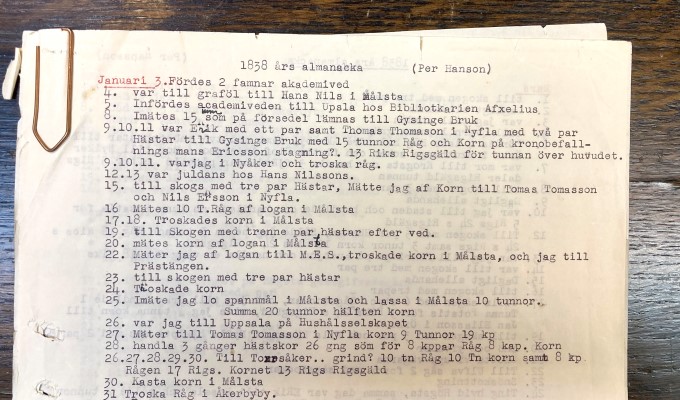 1838 års almanacka (Per Hanson)
Januari 3. Fördes 2 famnar akademived
4. var till graföl till Hans Nils i Målsta
5. Infördes academiveden till Upsla hos Bibliotkarien Afxelius
8. Imätes 15 som på försedel lämnas till Gysinge Bruk
9.10.11 var Erik med ett par samt Thomas Thomason i Nyfla med två par
Hästar till Gysinge Bruk med 15 tunnor Råg och Korn på kronobefall-
nings mans Ericsson stagning?. 13 Riks Rigsgäld för tunnan över huvudet.
9.10.11. varjag i Nyåker och troska råg.
12.13 var juldans hos Hans Nilssons.
15. till skogs med tre par Hästar, Mätte jag af Korn till Tomas Tomasson
och Nils Ersson i Nyfla.
16 Mätes 10 T.Råg af logan i Målsta
17.18. Troskades korn i Målsta
19. till Skogen med trenne par hästar efter ved.
20. mätes korn af logan i Målsta
22. Mäter jag af logan till M.E.S.,troskade korn i Målsta, och jag till
Prästängen.
23. till skogen med tre par hästar
24. Troskade korn
25. Imäte jag lo spannmål i Målsta och lassa i Målsta 10 tunnor.
Summa 20 tunnor hälften korn
26. var jag till Uppsala på Hushålsselskapet
27. Mäter till Tomas Tomasson i Nyfla korn 9 Tunnor 19 kp
28. handla 3 gånger hästskor 26 gng söm för 8 kppar Råg 8 kap. Korn
26.27.28.29.30. Till Torsåker.. grind? 10 tn Råg 10 Tn korn samt 8 kp
Rågen 17 Rigs. Kornet 13 Rigs Rigsgäld
30. Kasta korn i Målsta
31 Troska Råg i Åkerbyby.